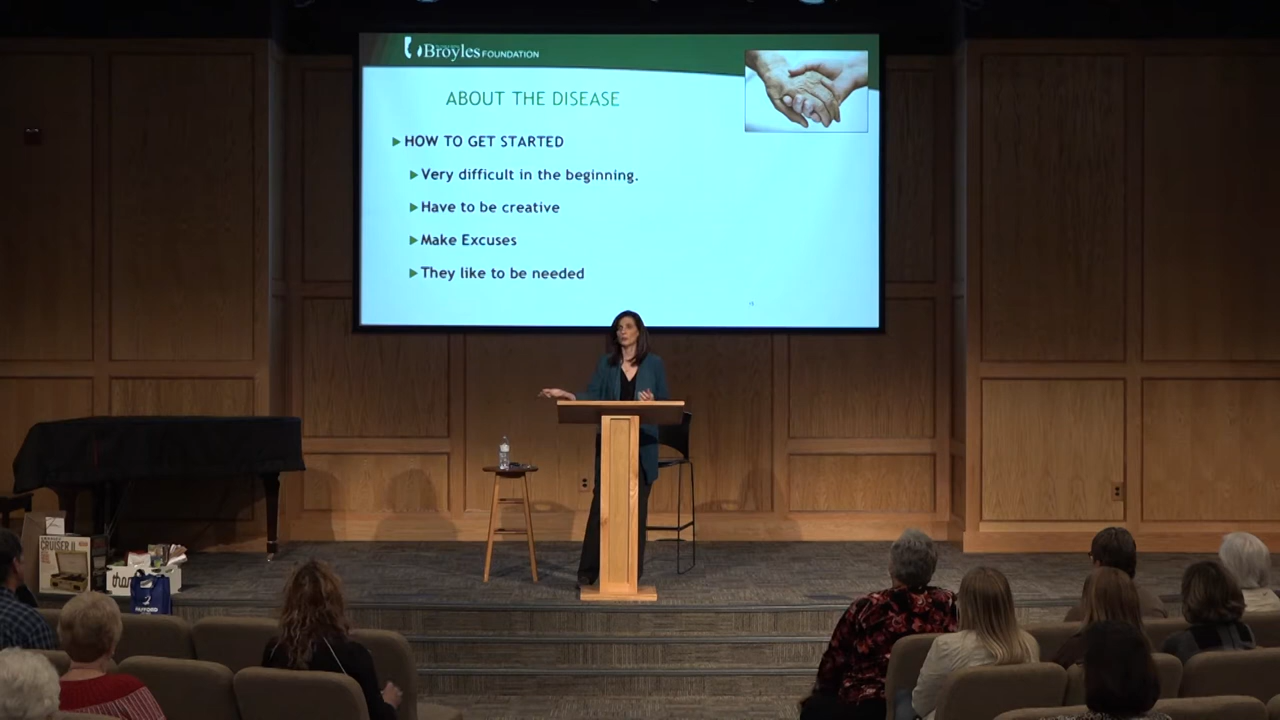 Broyles FOUNDATION
ABOUT THE DISEASE
HOW TO GET STARTED
Very difficult in the beginning.
Have to be creative
Make Excuses
They like to be needed
CRUISER II